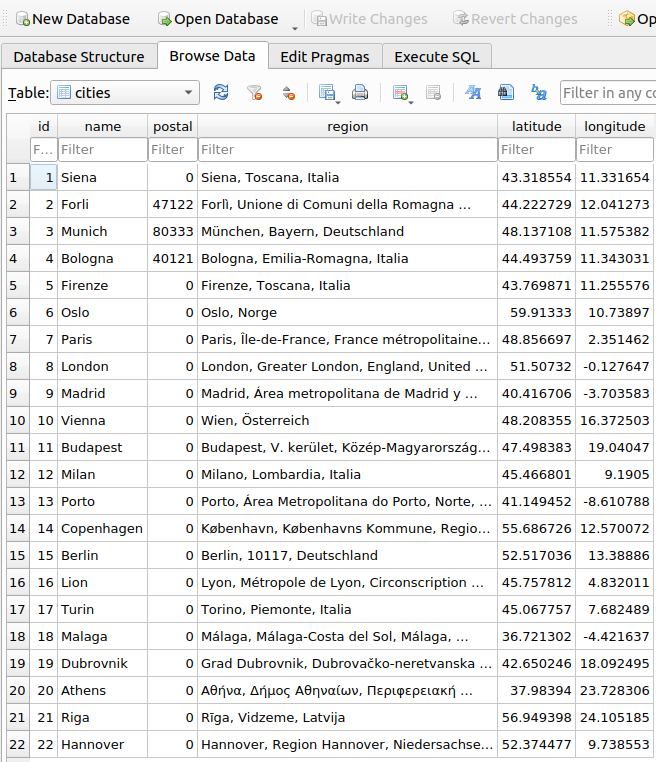 New Database Open Database Write Changes Revert Changes Op
Database Structure Browse Data Edit Pragmas Execute SQL
Table: cities Filter in any co
id name postal region latitude longitude
F... Filter Filter Filter Filter Filter
1 1 Siena 0 Siena, Toscana, Italia 43.318554 11.331654
2 2 Forli 47122 Forlì, Unione di Comuni della Romagna ... 44.222729 12.041273
3 3 Munich 80333 München, Bayern, Deutschland 48.137108 11.575382
4 4 Bologna 40121 Bologna, Emilia-Romagna, Italia 44.493759 11.343031
5 5 Firenze 0 Firenze, Toscana, Italia 43.769871 11.255576
6 6 Oslo 0 Oslo, Norge 59.91333 10.73897
7 7 Paris 0 Paris, Île-de-France, France métropolitaine... 48.856697 2.351462
8 8 London 0 London, Greater London, England, United ... 51.50732 -0.127647
9 9 Madrid 0 Madrid, Área metropolitana de Madrid y ... 40.416706 -3.703583
10 10 Vienna 0 Wien, Österreich 48.208355 16.372503
11 11 Budapest 0 Budapest, V. kerület, Közép-Magyarország... 47.498383 19.04047
12 12 Milan 0 Milano, Lombardia, Italia 45.466801 9.1905
13 13 Porto 0 Porto, Área Metropolitana do Porto, Norte, ... 41.149452 -8.610788
14 14 Copenhagen 0 København, Københavns Kommune, Regio... 55.686726 12.570072
15 15 Berlin 0 Berlin, 10117, Deutschland 52.517036 13.38886
16 16 Lion 0 Lyon, Métropole de Lyon, Circonscription ... 45.757812 4.832011
17 17 Turin 0 Torino, Piemonte, Italia 45.067757 7.682489
18 18 Malaga 0 Málaga, Málaga-Costa del Sol, Málaga, ... 36.721302 -4.421637
19 19 Dubrovnik 0 Grad Dubrovnik, Dubrovačko-neretvanska ... 42.650246 18.092495
20 20 Athens 0 Αθήνα, Δήμος Αθηναίων, Περιφερειακή ... 37.98394 23.728306
21 21 Riga 0 Rīga, Vidzeme, Latvija 56.949398 24.105185
22 22 Hannover 0 Hannover, Region Hannover, Niedersachse... 52.374477 9.738553